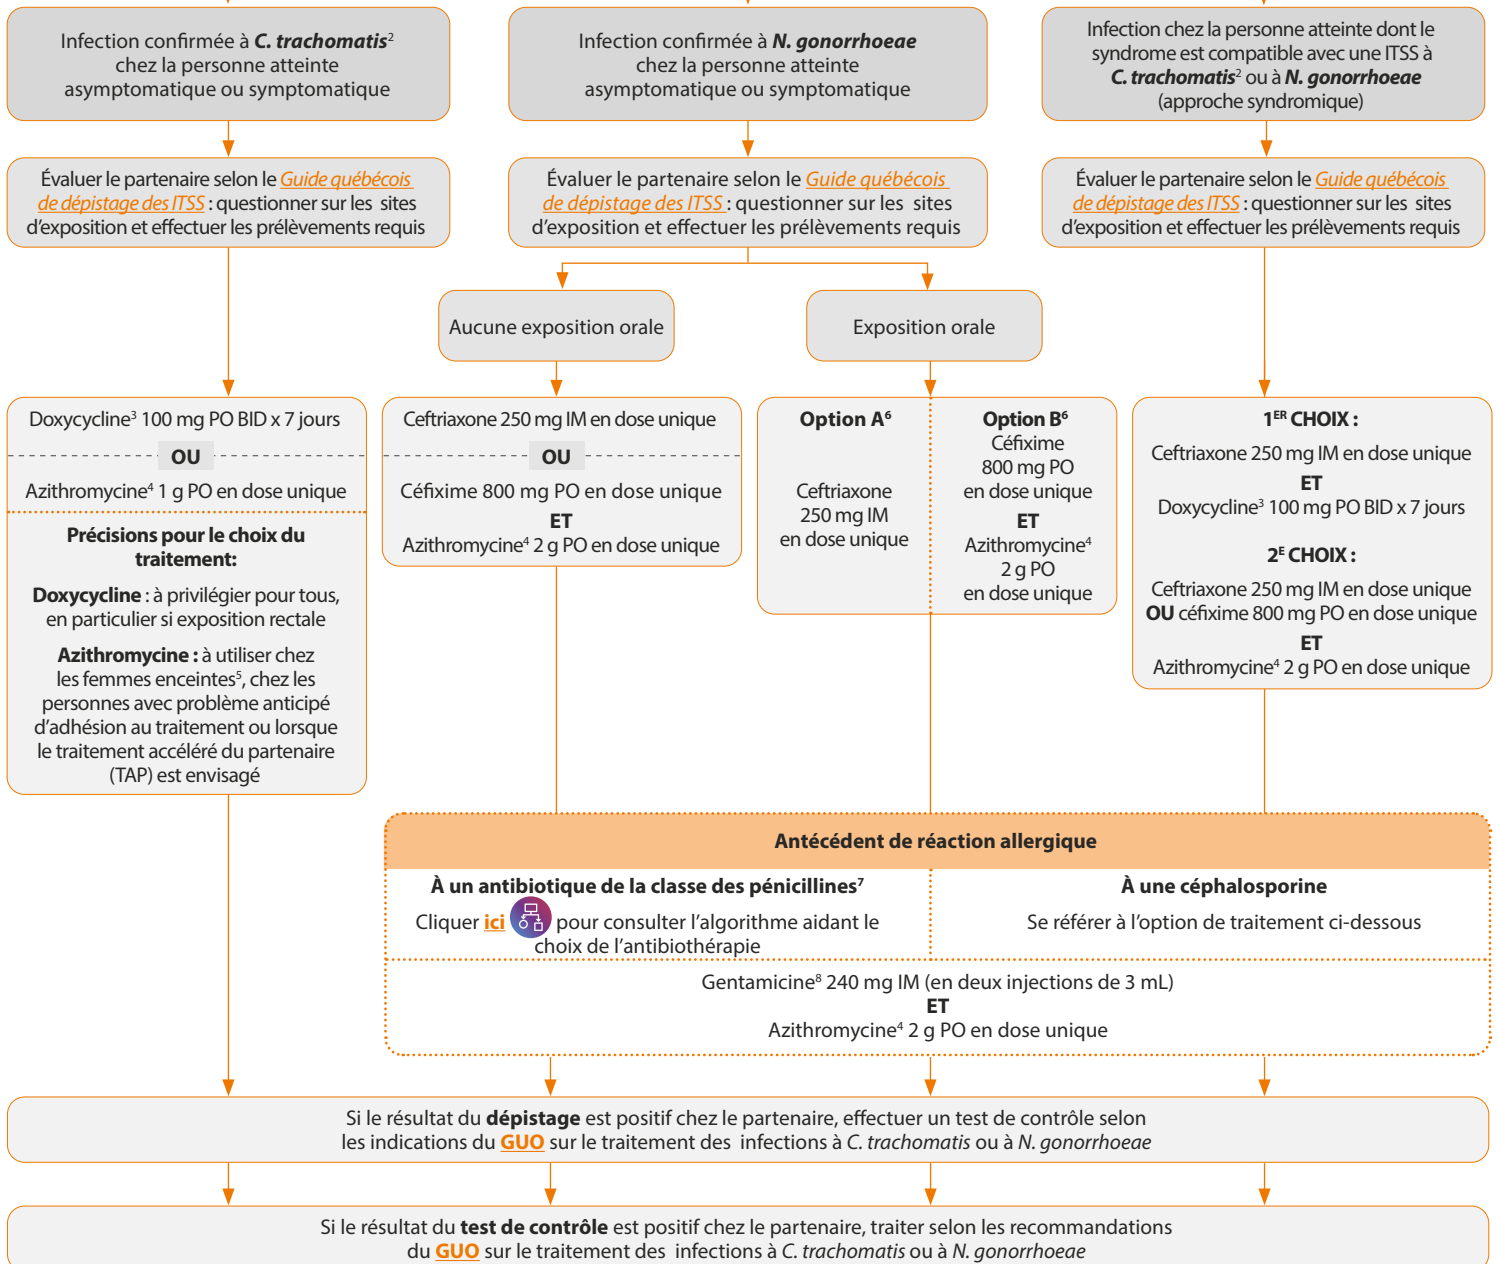 Infection confirmée à C. trachomatis²
chez la personne atteinte
asymptomatique ou symptomatique
Infection confirmée à N. gonorrhoeae
chez la personne atteinte
asymptomatique ou symptomatique
Infection chez la personne atteinte dont le
syndrome est compatible avec une ITSS à
C. trachomatis² ou à N. gonorrhoeae
(approche syndromique)
Évaluer le partenaire selon le Guide québécois
de dépistage des ITSS : questionner sur les sites
d’exposition et effectuer les prélèvements requis
Évaluer le partenaire selon le Guide québécois
de dépistage des ITSS : questionner sur les sites
d’exposition et effectuer les prélèvements requis
Évaluer le partenaire selon le Guide québécois
de dépistage des ITSS : questionner sur les sites
d’exposition et effectuer les prélèvements requis
Aucune exposition orale
Exposition orale
Doxycycline³ 100 mg PO BID x 7 jours
OU
Azithromycine⁴ 1 g PO en dose unique
Précisions pour le choix du
traitement:
Doxycycline : à privilégier pour tous,
en particulier si exposition rectale
Azithromycine : à utiliser chez
les femmes enceintes⁵, chez les
personnes avec problème anticipé
d’adhésion au traitement ou lorsque
le traitement accéléré du partenaire
(TAP) est envisagé
Ceftriaxone 250 mg IM en dose unique
OU
Céfixime 800 mg PO en dose unique
ET
Azithromycine⁴ 2 g PO en dose unique
Option A⁶
Ceftriaxone
250 mg IM
en dose unique
Option B⁶
Céfixime
800 mg PO
en dose unique
ET
Azithromycine⁴
2 g PO
en dose unique
1ER CHOIX :
Ceftriaxone 250 mg IM en dose unique
ET
Doxycycline³ 100 mg PO BID x 7 jours
2E CHOIX :
Ceftriaxone 250 mg IM en dose unique
OU céfixime 800 mg PO en dose unique
ET
Azithromycine⁴ 2 g PO en dose unique
Antécédent de réaction allergique
À un antibiotique de la classe des pénicillines⁷
Cliquer ici pour consulter l’algorithme aidant le
choix de l’antibiothérapie
À une céphalosporine
Se référer à l’option de traitement ci-dessous
Gentamicine⁸ 240 mg IM (en deux injections de 3 mL)
ET
Azithromycine⁴ 2 g PO en dose unique
Si le résultat du dépistage est positif chez le partenaire, effectuer un test de contrôle selon
les indications du GUO sur le traitement des infections à C. trachomatis ou à N. gonorrhoeae
Si le résultat du test de contrôle est positif chez le partenaire, traiter selon les recommandations
du GUO sur le traitement des infections à C. trachomatis ou à N. gonorrhoeae